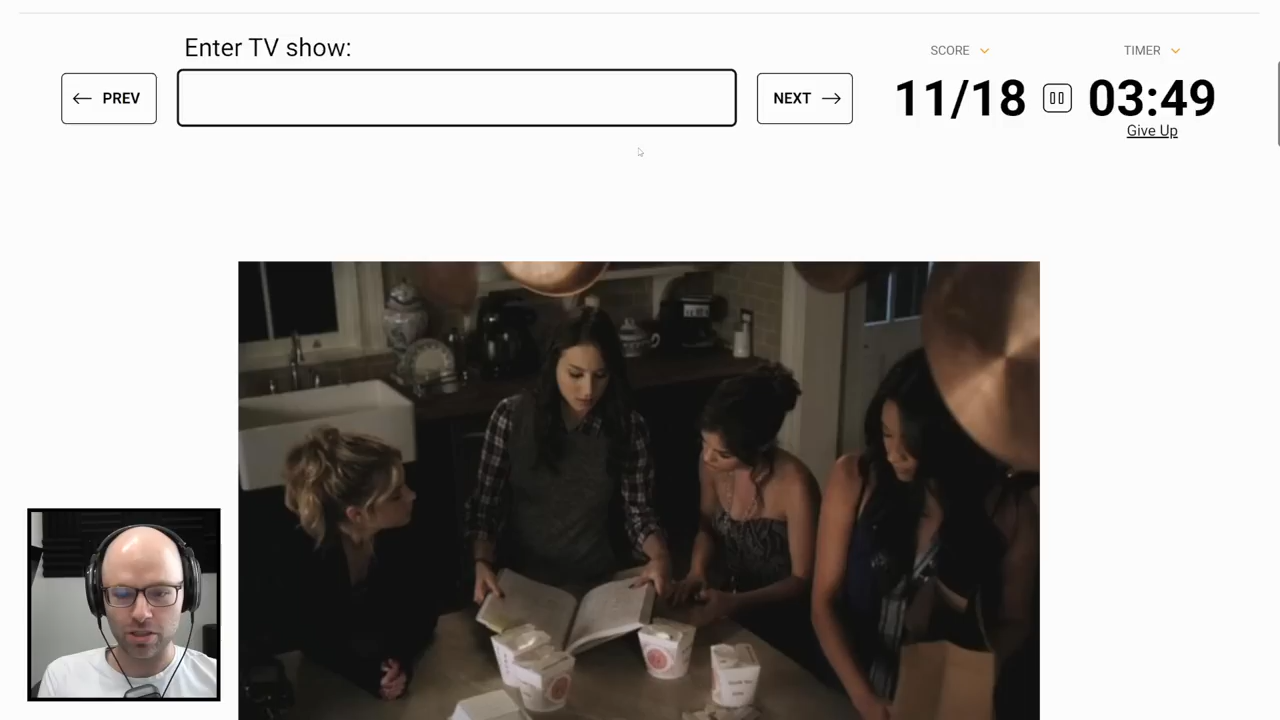 Enter TV show:
SCORE
TIMER
PREV
NEXT
11/18
03:49
Give Up